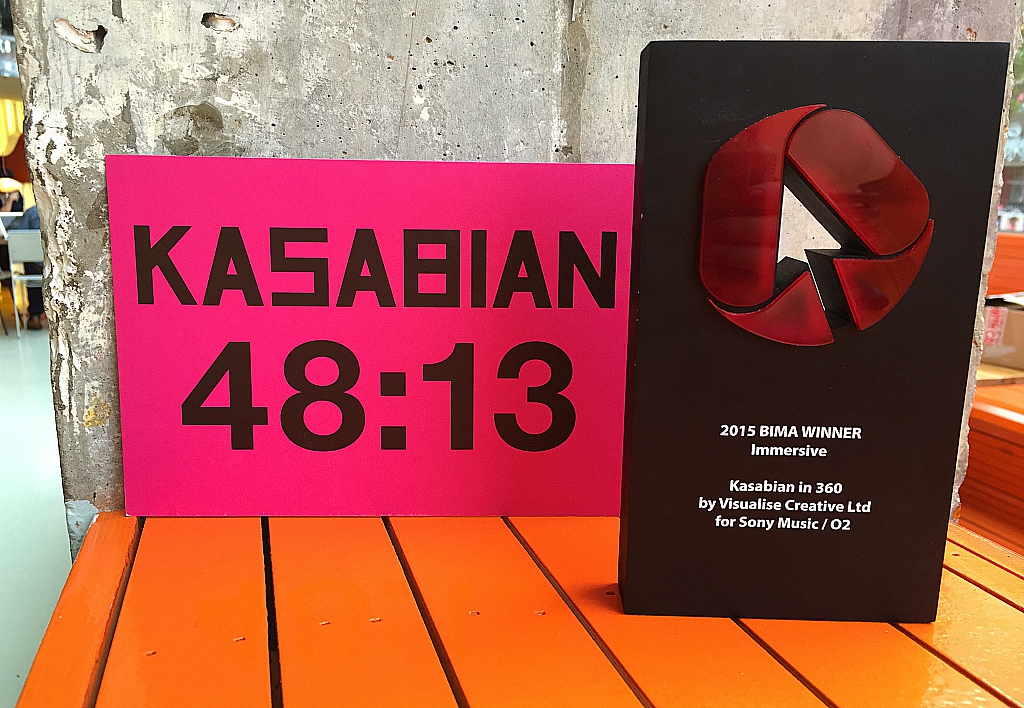 KASABIAN
48:13
2015 BIMA WINNER
Immersive
Kasabian in 360
by Visualise Creative Ltd
for Sony Music / O2